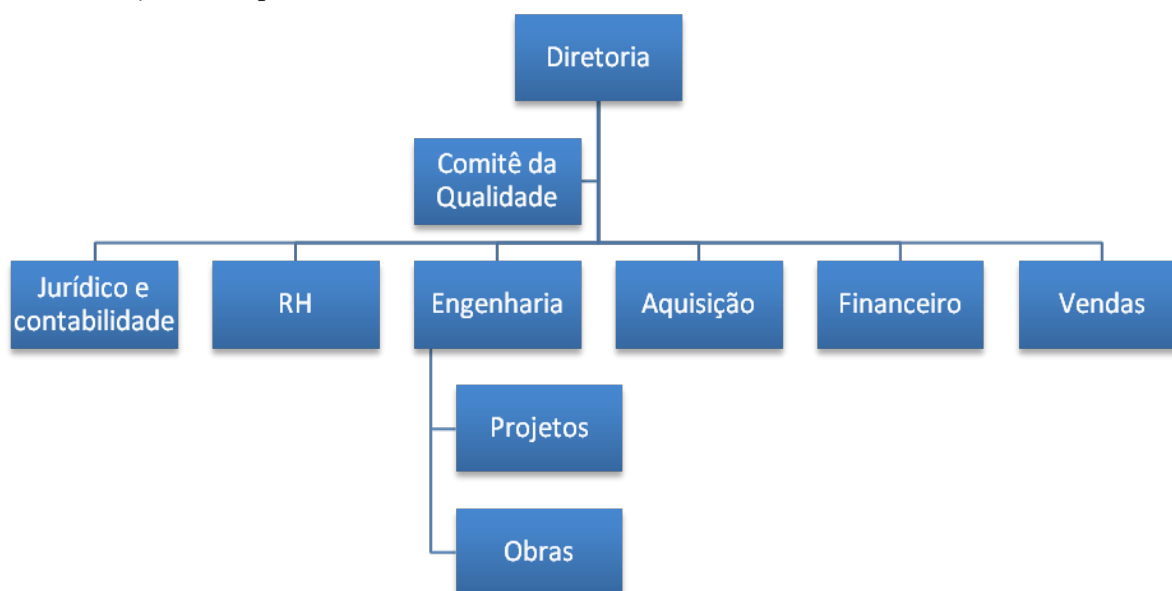 Diretoria
Comitê da
Qualidade
Jurídico e
contabilidade
RH
Engenharia
Aquisição
Financeiro
Vendas
Projetos
Obras